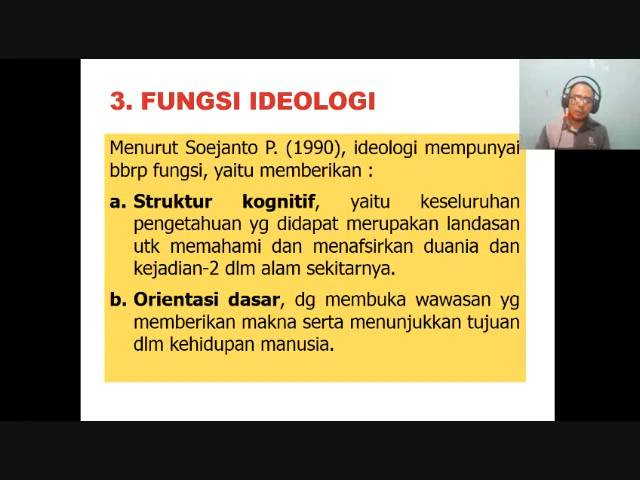 3. FUNGSI IDEOLOGI
Menurut Soejanto P. (1990), ideologi mempunyai
bbrp fungsi, yaitu memberikan :
a. Struktur kognitif, yaitu keseluruhan
pengetahuan yg didapat merupakan landasan
utk memahami dan menafsirkan duania dan
kejadian-2 dlm alam sekitarnya.
b. Orientasi dasar, dg membuka wawasan yg
memberikan makna serta menunjukkan tujuan
dlm kehidupan manusia.